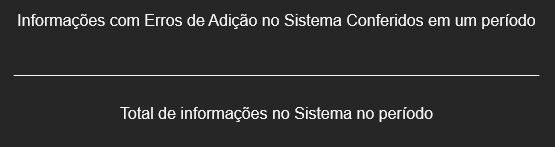 Informações com Erros de Adição no Sistema Conferidos em um período
Total de informações no Sistema no período